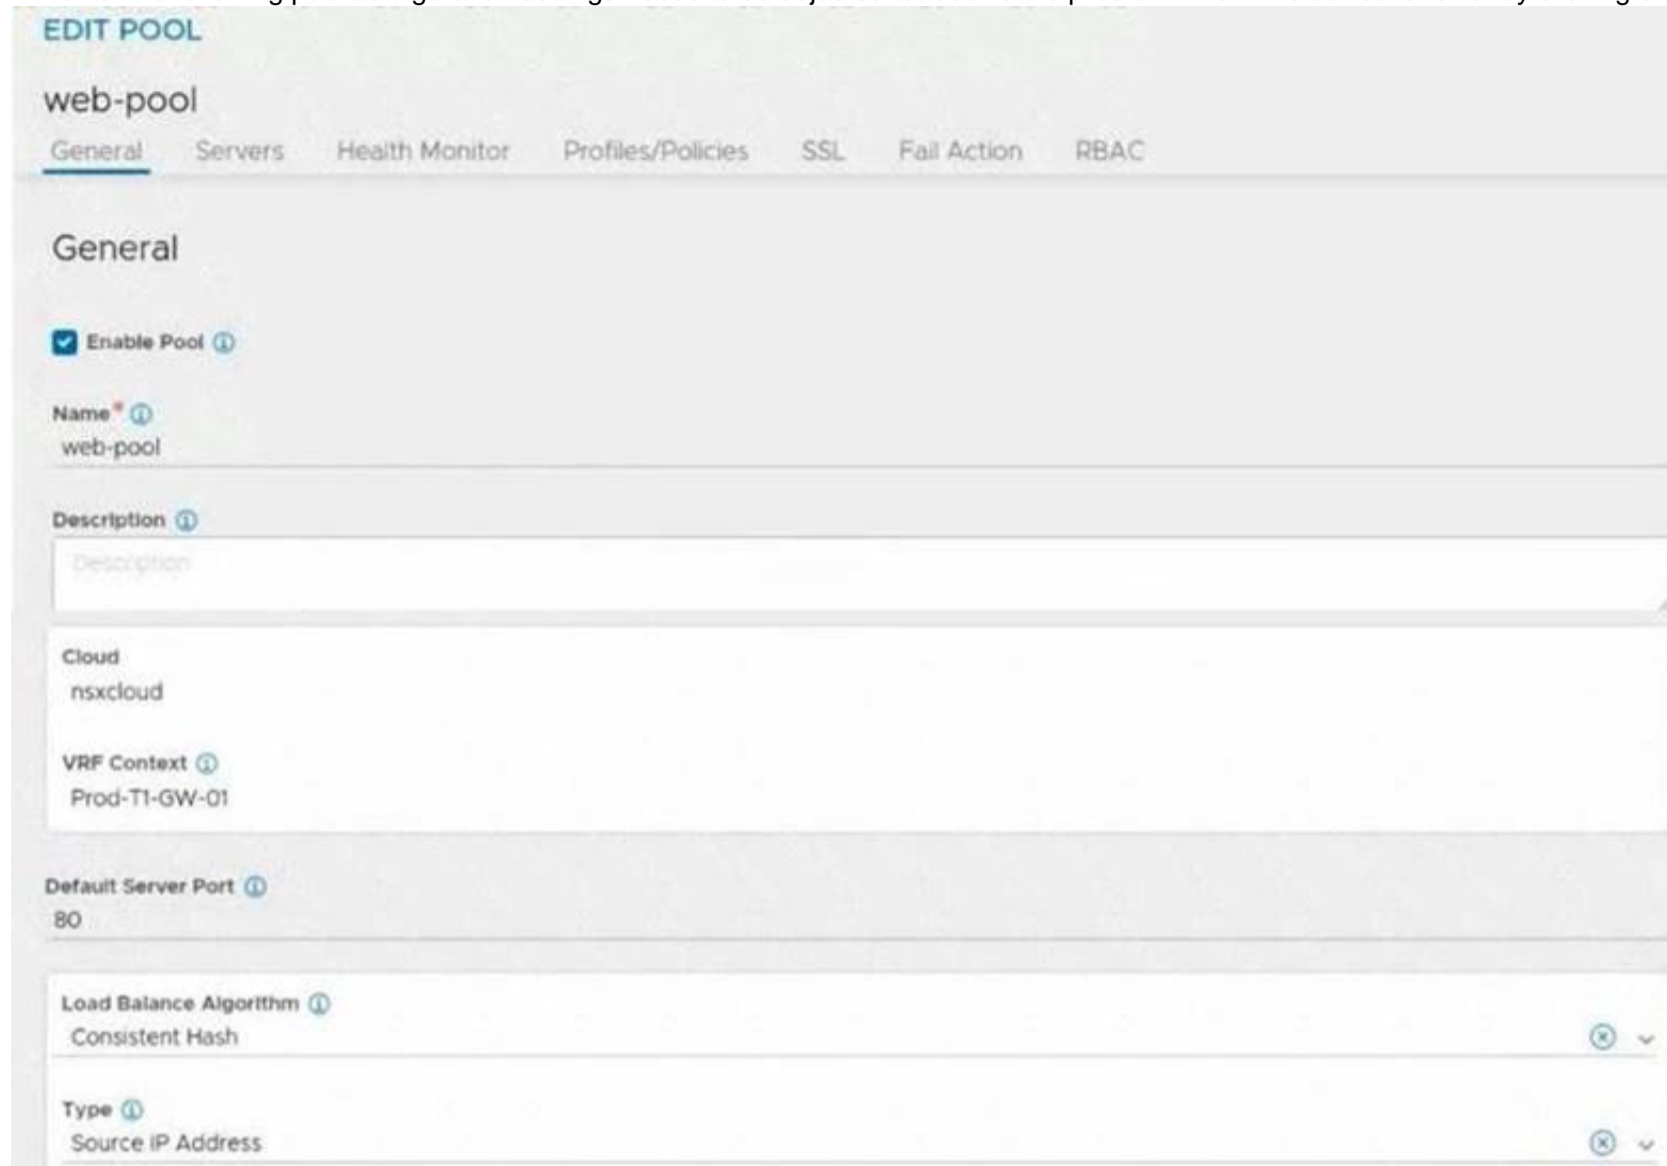 EDIT POOL
web-pool
General Servers Health Monitor Profiles/Policies SSL Fail Action RBAC
General
Enable Pool
Name*
web-pool
Description
Description
Cloud
nsxcloud
VRF Context
Prod-T1-GW-01
Default Server Port
80
Load Balance Algorithm
Consistent Hash
Type
Source IP Address